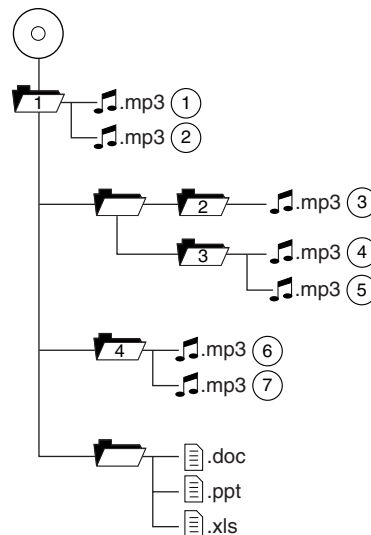 1 .mp3 1
.mp3 2
2 .mp3 3
3 .mp3 4
.mp3 5
4 .mp3 6
.mp3 7
.doc
.ppt
.xls